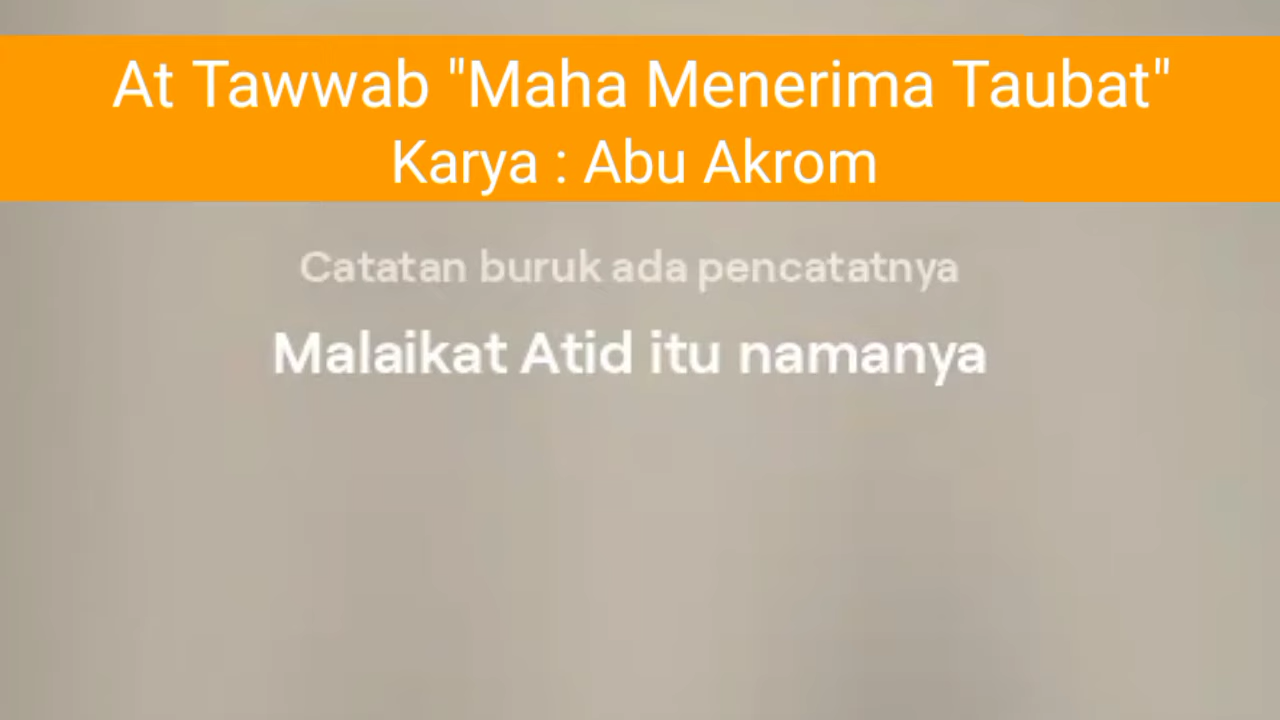 At Tawwab "Maha Menerima Taubat"
Karya : Abu Akrom
Catatan buruk ada pencatatnya
Malaikat Atid itu namanya